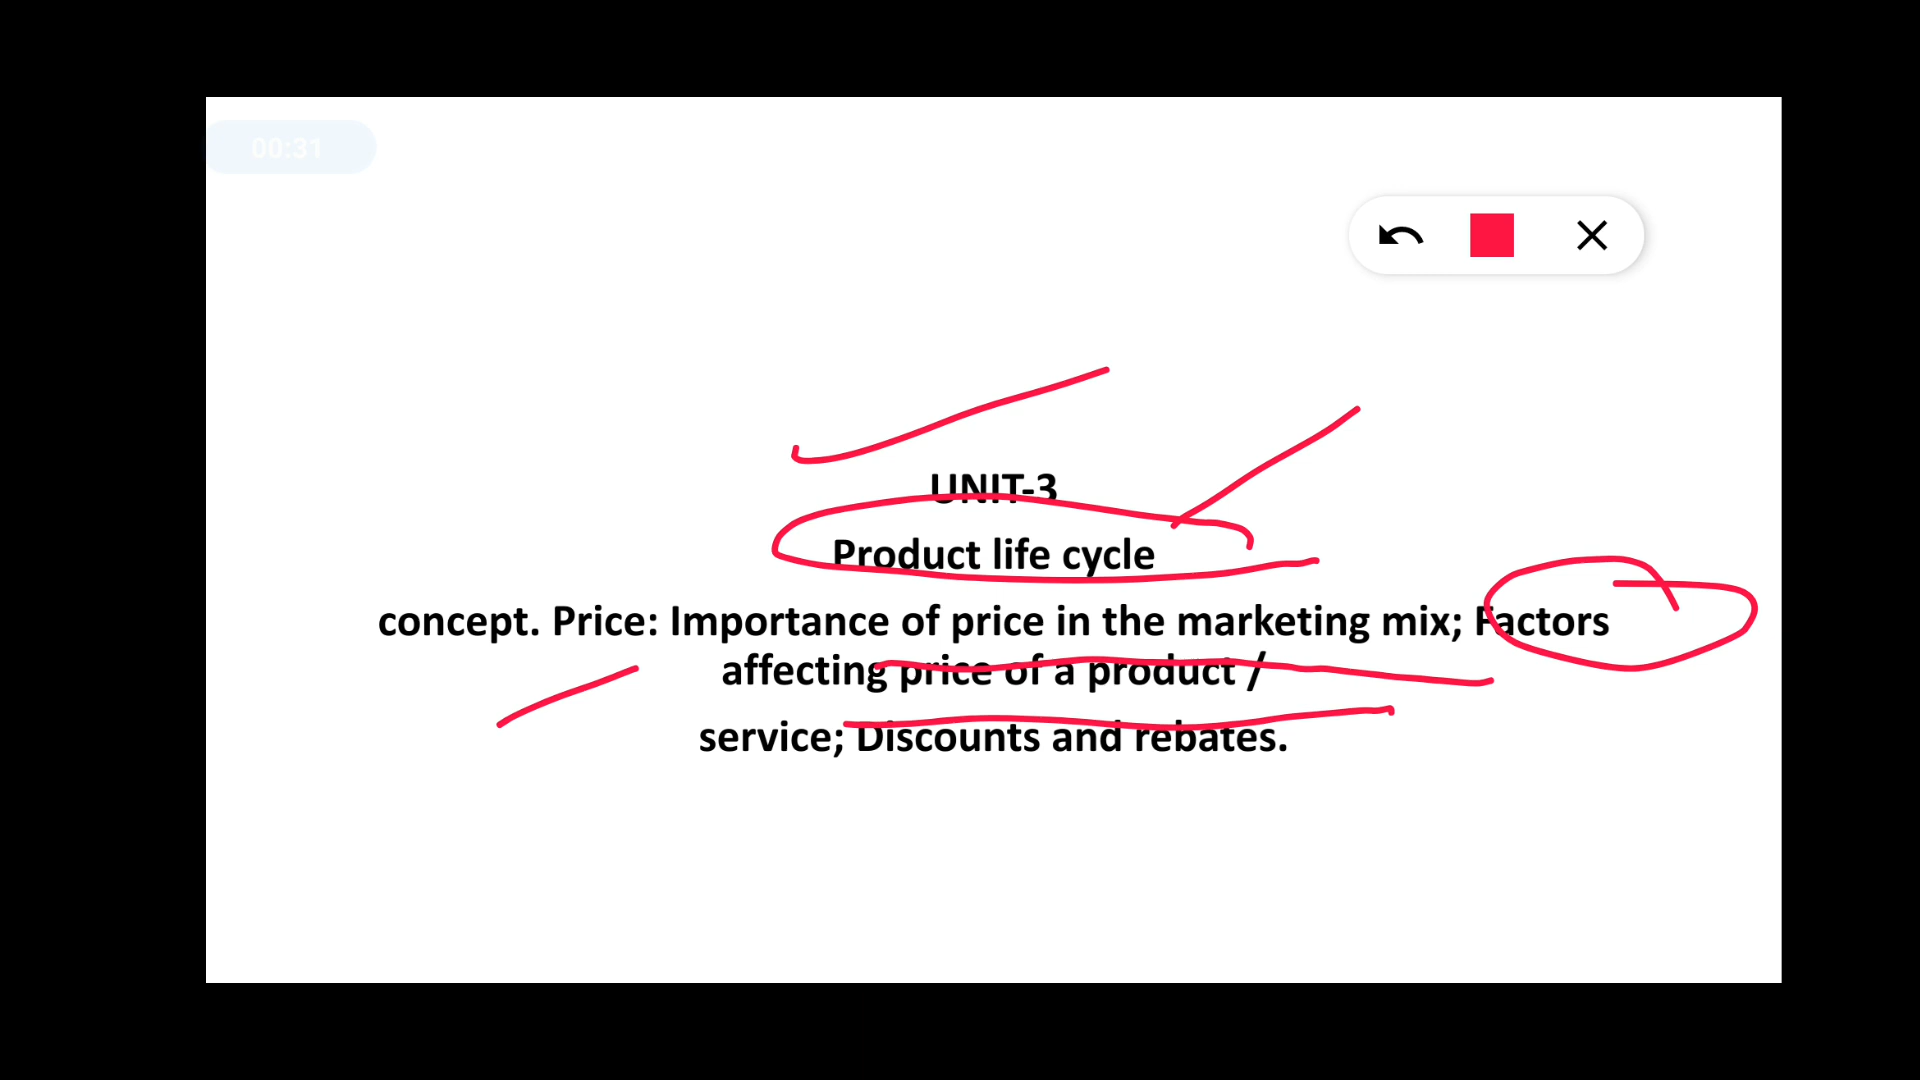 00:31
UNIT-3
Product life cycle
concept. Price: Importance of price in the marketing mix; Factors
affecting price of a product /
service; Discounts and rebates.